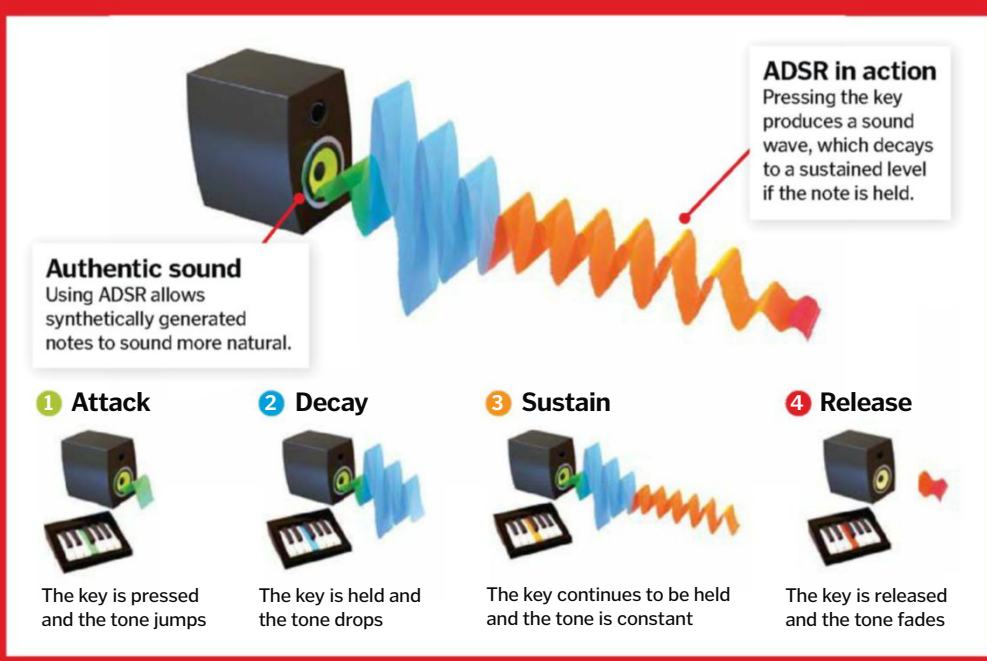 ADSR in action
Pressing the key
produces a sound
wave, which decays
to a sustained level
if the note is held.
Authentic sound
Using ADSR allows
synthetically generated
notes to sound more natural.
1 Attack
The key is pressed
and the tone jumps
2 Decay
The key is held and
the tone drops
3 Sustain
The key continues to be held
and the tone is constant
4 Release
The key is released
and the tone fades